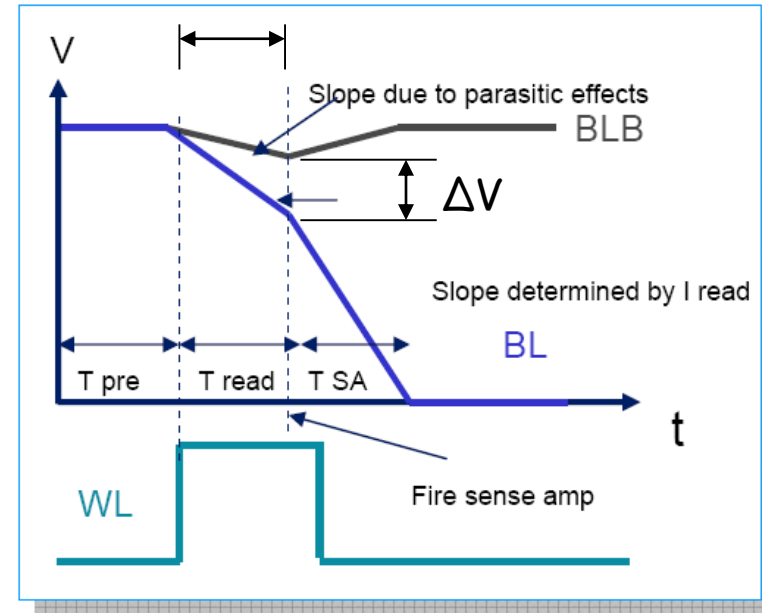 V
Slope due to parasitic effects
BLB
ΔV
Slope determined by I read
BL
T pre
T read
T SA
t
WL
Fire sense amp